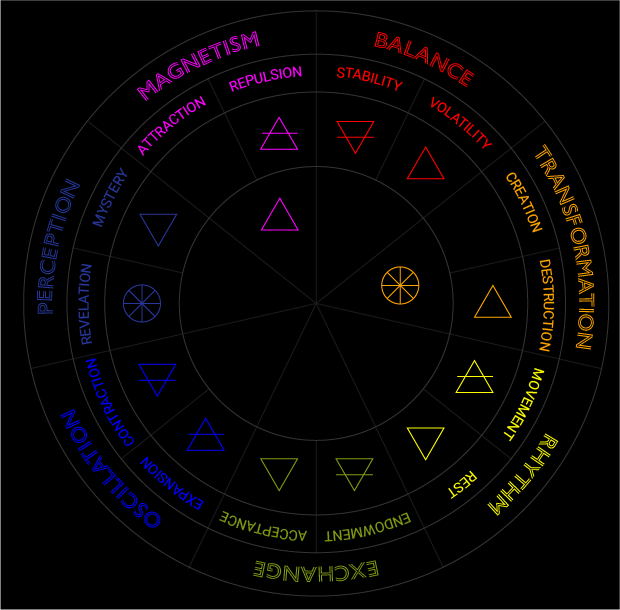 BALANCE
STABILITY
VOLATILITY
TRANSFORMATION
CREATION
DESTRUCTION
RHYTHM
MOVEMENT
REST
EXCHANGE
ENDOWMENT
ACCEPTANCE
OSCILLATION
EXPANSION
CONTRACTION
PERCEPTION
REVELATION
MYSTERY
MAGNETISM
ATTRACTION
REPULSION